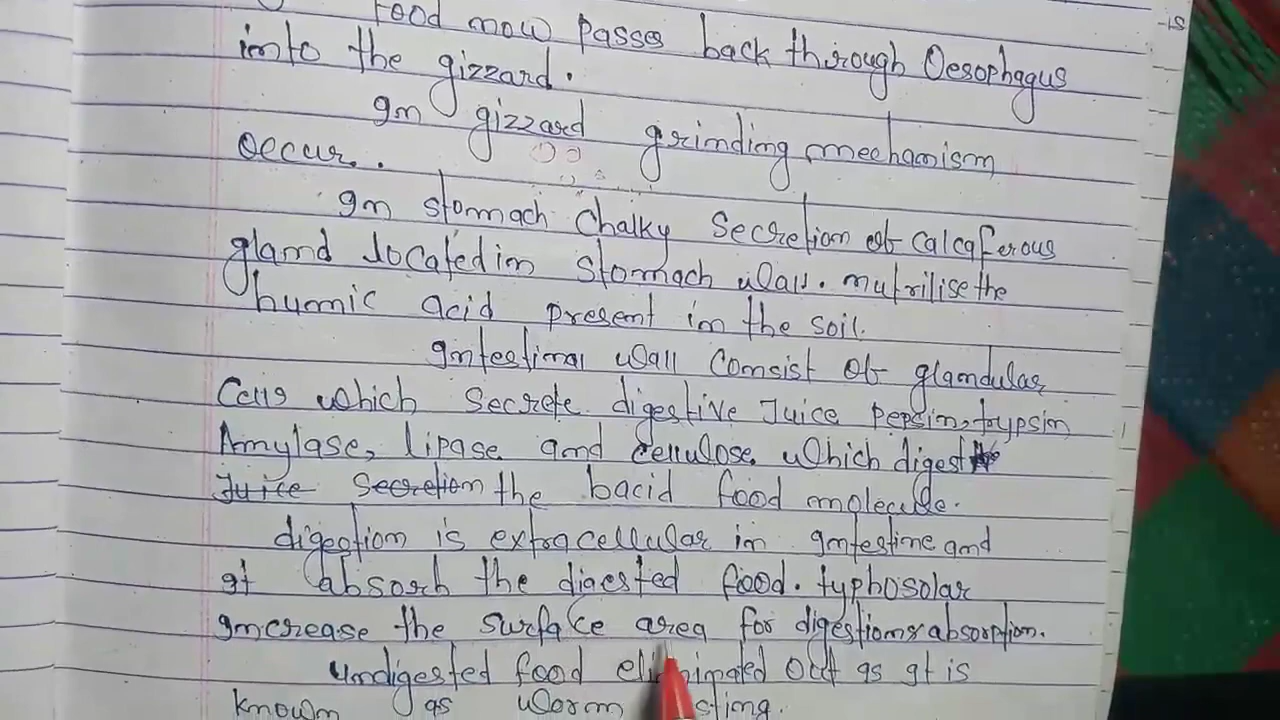 Food now Passes back through Oesophagus
into the gizzard.
In gizzard grinding mechanism
occur.
In stomach Chalky Secretion of calcaferous
gland located in stomach wall. nutrilise the
humic acid present in the soil.
Intestinal wall consist of glandular
Cells which secrete digestive Juice pepsin, trypsin
Amylase, lipase and cellulose which digest
Juice Secretion the bacid food molecule.
digestion is extracellular in intestine and
It absorb the digested food. typhosolar
Increase the surface area for digestion & absorption.
Undigested food eliminated out as It is
known as worm